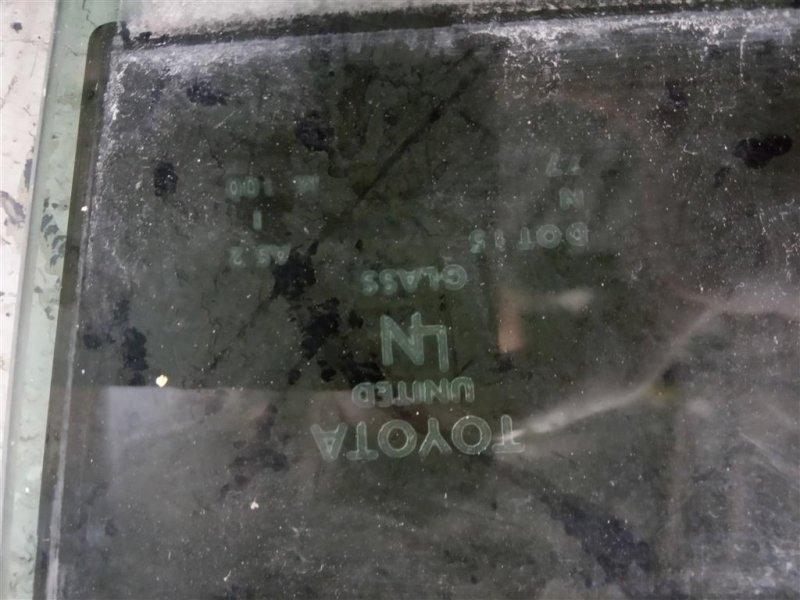 TOYOTA
UNITED
GLASS
DOT 15 AS2
N I